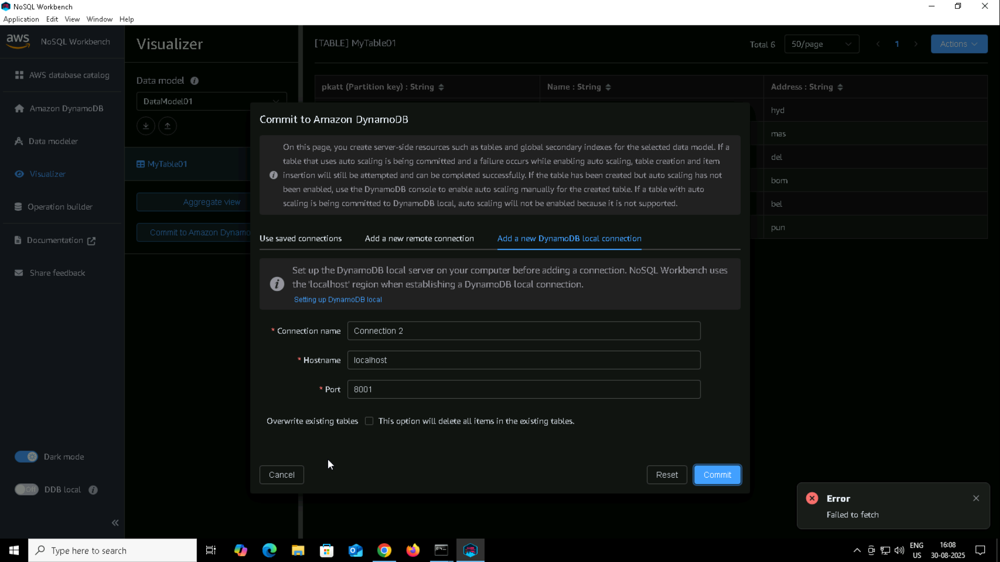 NoSQL Workbench
Application Edit View Window Help
aws NoSQL Workbench
AWS database catalog
Amazon DynamoDB
Data modeler
Visualizer
Operation builder
Documentation
Share feedback
Dark mode
Off DDB local
Visualizer
Data model
DataModel01
MyTable01
Aggregate view
Commit to Amazon Dynamo
[TABLE] MyTable01
Total 6 50/page 1 Actions
pkatt (Partition key) : String Name : String Address : String
hyd
mas
del
bom
bel
pun
Commit to Amazon DynamoDB
On this page, you create server-side resources such as tables and global secondary indexes for the selected data model. If a
table that uses auto scaling is being committed and a failure occurs while enabling auto scaling, table creation and item
insertion will still be attempted and can be completed successfully. If the table has been created but auto scaling has not
been enabled, use the DynamoDB console to enable auto scaling manually for the created table. If a table with auto
scaling is being committed to DynamoDB local, auto scaling will not be enabled because it is not supported.
Use saved connections Add a new remote connection Add a new DynamoDB local connection
Set up the DynamoDB local server on your computer before adding a connection. NoSQL Workbench uses
the 'localhost' region when establishing a DynamoDB local connection.
Setting up DynamoDB local
* Connection name Connection 2
* Hostname localhost
* Port 8001
Overwrite existing tables This option will delete all items in the existing tables.
Cancel Reset Commit
Error
Failed to fetch
Type here to search
ENG
US
16:08
30-08-2025